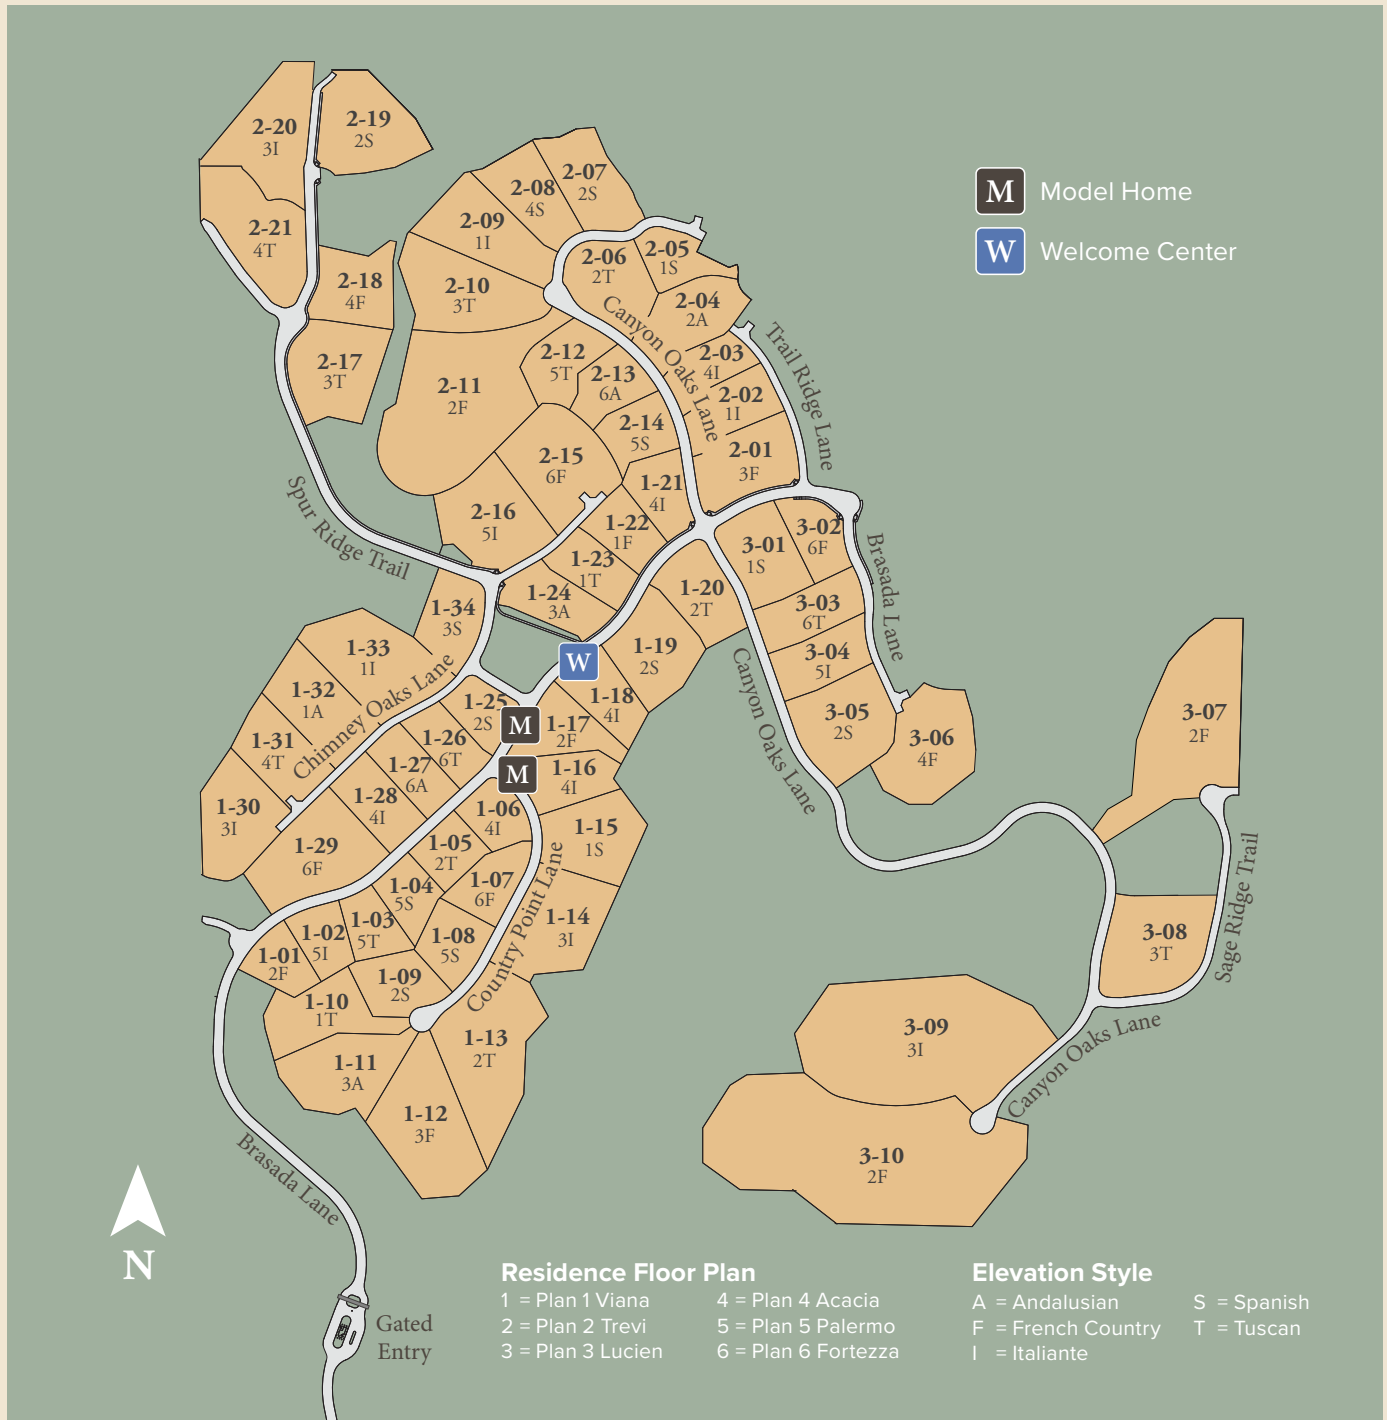 2-20
3I
2-19
2S
2-21
4T
2-18
4F
2-17
3T
2-07
2S
2-08
4S
2-09
1I
2-10
3T
2-06
2T
2-05
1S
2-04
2A
2-03
4I
2-02
1I
2-01
3F
2-11
2F
2-12
5T
2-13
6A
2-14
5S
2-15
6F
2-16
5I
Canyon Oaks Lane
Trail Ridge Lane
Spur Ridge Trail
M Model Home
W Welcome Center
1-21
4I
1-22
1F
1-23
1T
1-24
3A
1-20
2T
1-19
2S
1-18
4I
1-17
2F
1-16
4I
1-15
1S
1-14
3I
1-13
2T
1-12
3F
1-11
3A
1-10
1T
1-09
2S
1-08
5S
1-07
6F
1-06
4I
1-05
2T
1-04
5S
1-03
5T
1-02
5I
1-01
2F
W
M
M
1-34
3S
1-33
1I
1-32
1A
1-31
4T
1-30
3I
1-29
6F
1-28
4I
1-27
6A
1-26
6T
1-25
2S
Chimney Oaks Lane
Country Point Lane
3-01
1S
3-02
6F
3-03
6T
3-04
5I
3-05
2S
3-06
4F
Brasada Lane
Canyon Oaks Lane
3-07
2F
3-08
3T
Sage Ridge Trail
3-09
3I
3-10
2F
Canyon Oaks Lane
Brasada Lane
N
Gated
Entry
Residence Floor Plan
1 = Plan 1 Viana
2 = Plan 2 Trevi
3 = Plan 3 Lucien
4 = Plan 4 Acacia
5 = Plan 5 Palermo
6 = Plan 6 Fortezza
Elevation Style
A = Andalusian
F = French Country
I = Italiante
S = Spanish
T = Tuscan